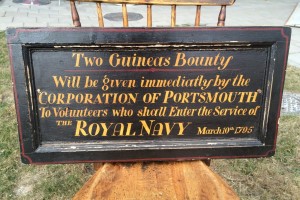 Two Guineas Bounty
Will be given immediatly by the
"CORPORATION OF PORTSMOUTH"
To Volunteers who shall Enter the Service of
THE ROYAL NAVY March 10th 1795